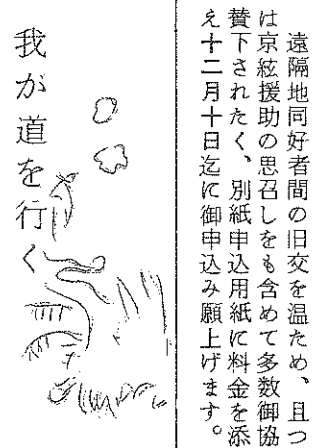 遠隔地同好者間の旧交を温ため、且つ
は京絃援助の思召しをも含めて多数御協
賛下されたく、別紙申込用紙に料金を添
え十二月十日迄に御申込み願上げます。
我が道を行く